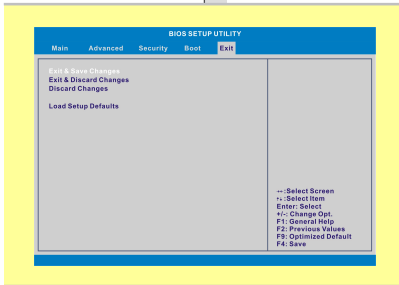 BIOS SETUP UTILITY
Main Advanced Security Boot Exit
Exit & Save Changes
Exit & Discard Changes
Discard Changes
Load Setup Defaults
↔:Select Screen
↑↓:Select Item
Enter: Select
+/-: Change Opt.
F1: General Help
F2: Previous Values
F9: Optimized Default
F4: Save